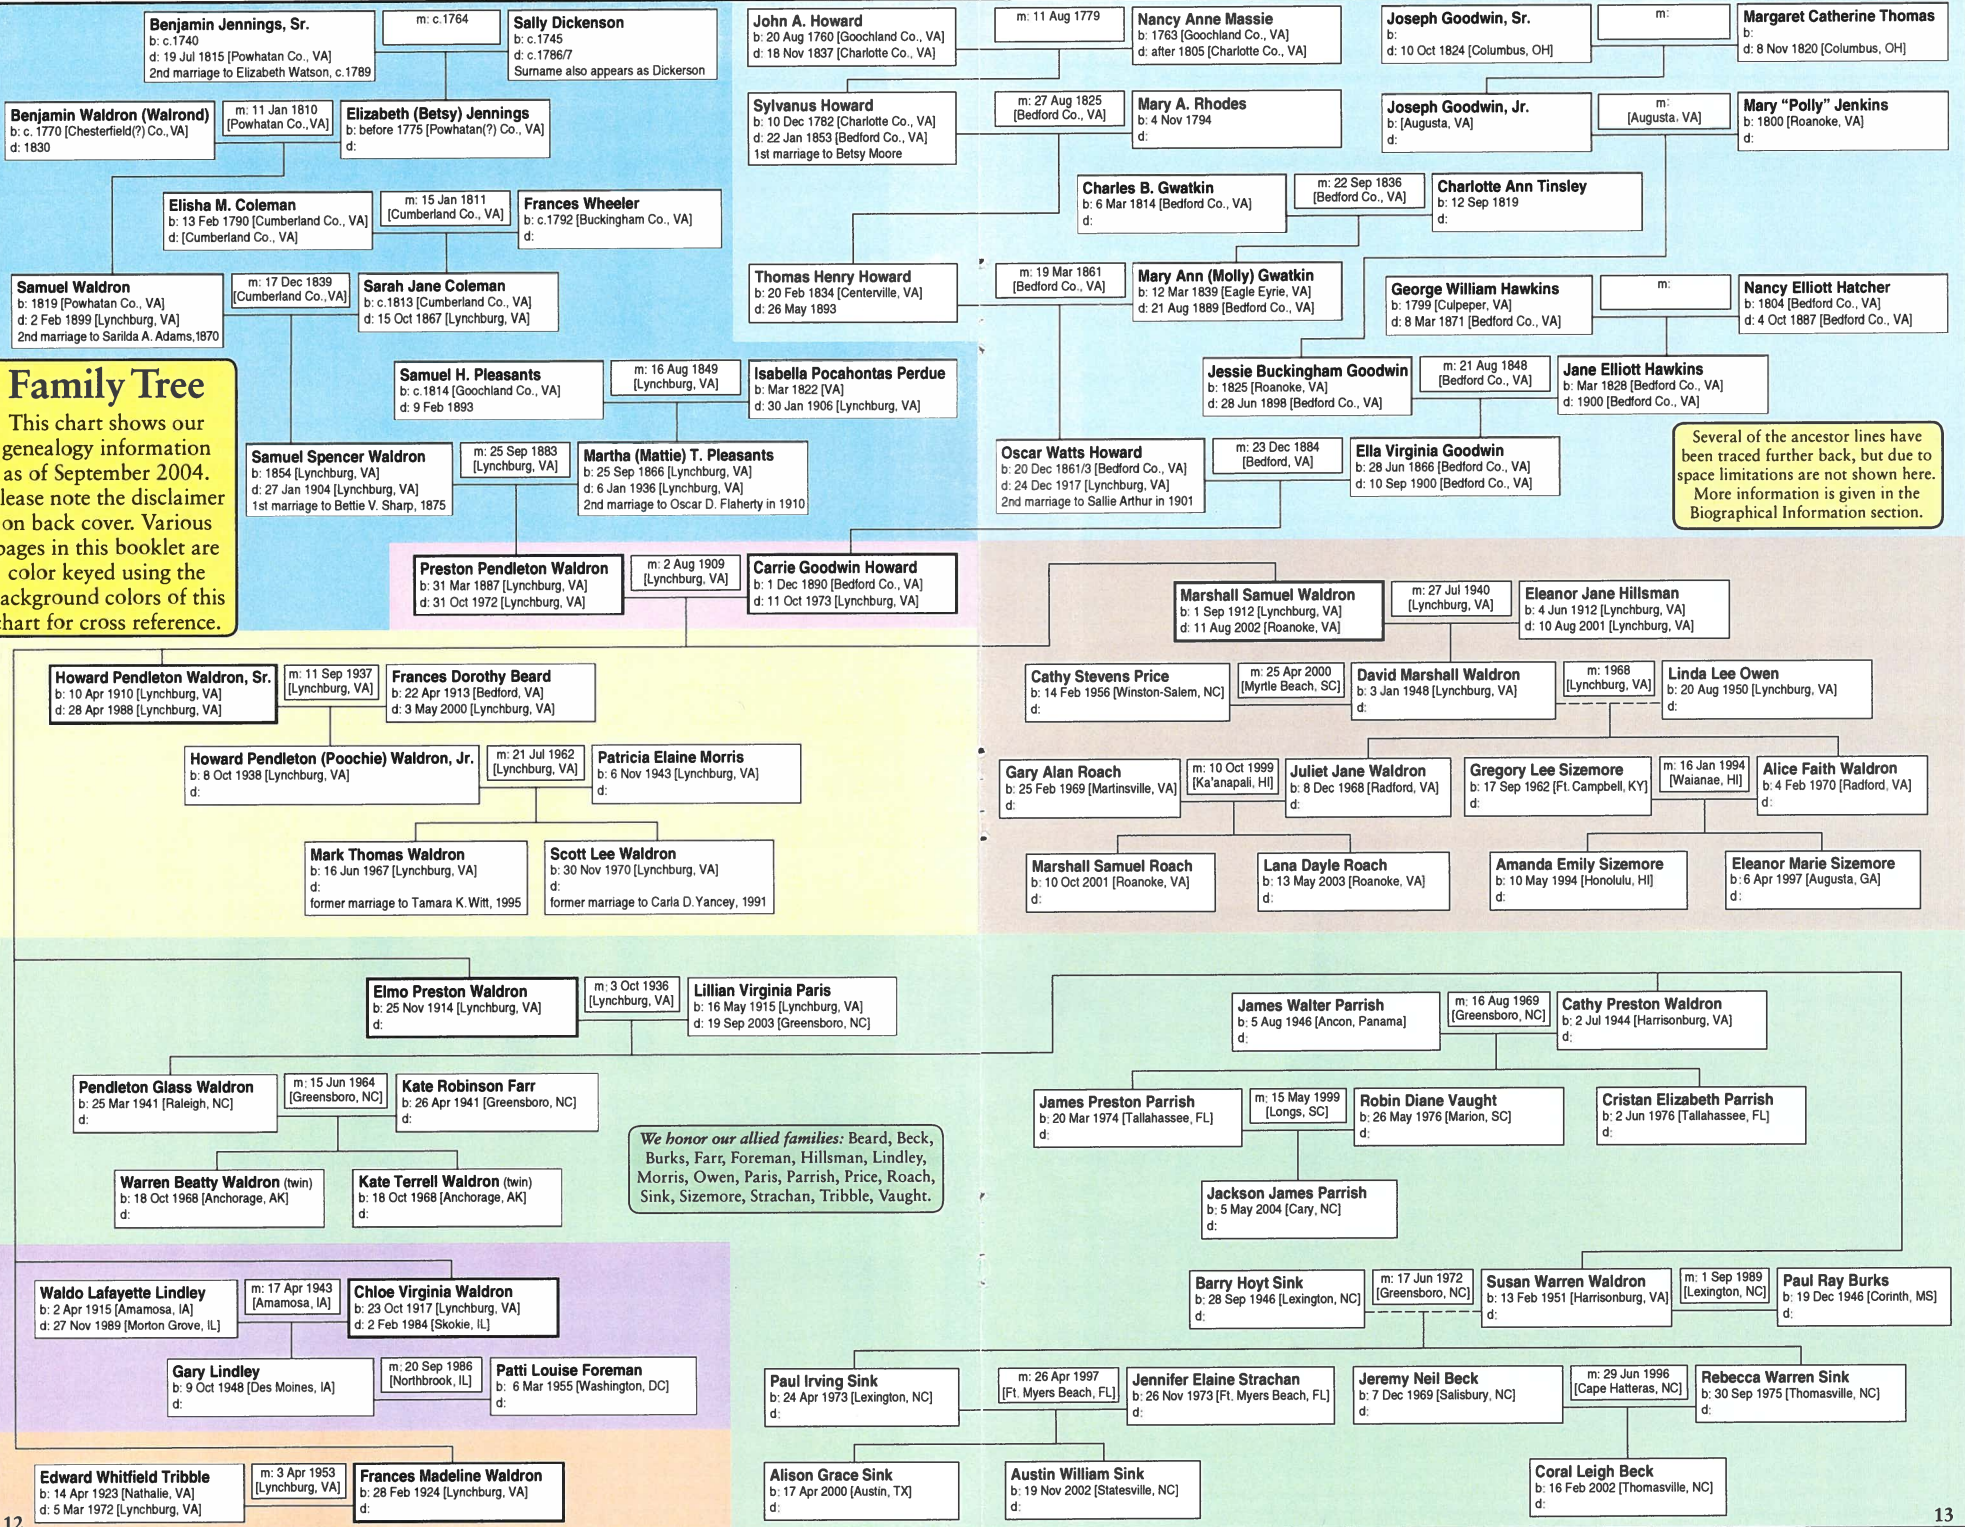 Benjamin Jennings, Sr.
b: c.1740
d: 19 Jul 1815 [Powhatan Co., VA]
2nd marriage to Elizabeth Watson, c.1789
m: c.1764
Sally Dickenson
b: c.1745
d: c.1786/7
Surname also appears as Dickerson
John A. Howard
b: 20 Aug 1760 [Goochland Co., VA]
d: 18 Nov 1837 [Charlotte Co., VA]
m: 11 Aug 1779
Nancy Anne Massie
b: 1763 [Goochland Co., VA]
d: after 1805 [Charlotte Co., VA]
Joseph Goodwin, Sr.
b:
d: 10 Oct 1824 [Columbus, OH]
m:
Margaret Catherine Thomas
b:
d: 8 Nov 1820 [Columbus, OH]
Benjamin Waldron (Walrond)
b: c. 1770 [Chesterfield(?) Co., VA]
d: 1830
m: 11 Jan 1810
[Powhatan Co., VA]
Elizabeth (Betsy) Jennings
b: before 1775 [Powhatan(?) Co., VA]
d:
Sylvanus Howard
b: 10 Dec 1782 [Charlotte Co., VA]
d: 22 Jan 1853 [Bedford Co., VA]
1st marriage to Betsy Moore
m: 27 Aug 1825
[Bedford Co., VA]
Mary A. Rhodes
b: 4 Nov 1794
d:
Joseph Goodwin, Jr.
b: [Augusta, VA]
d:
m:
[Augusta, VA]
Mary "Polly" Jenkins
b: 1800 [Roanoke, VA]
d:
Elisha M. Coleman
b: 13 Feb 1790 [Cumberland Co., VA]
d: [Cumberland Co., VA]
m: 15 Jan 1811
[Cumberland Co., VA]
Frances Wheeler
b: c.1792 [Buckingham Co., VA]
d:
Charles B. Gwatkin
b: 6 Mar 1814 [Bedford Co., VA]
d:
m: 22 Sep 1836
[Bedford Co., VA]
Charlotte Ann Tinsley
b: 12 Sep 1819
d:
Samuel Waldron
b: 1819 [Powhatan Co., VA]
d: 2 Feb 1899 [Lynchburg, VA]
2nd marriage to Sarilda A. Adams, 1870
m: 17 Dec 1839
[Cumberland Co., VA]
Sarah Jane Coleman
b: c.1813 [Cumberland Co., VA]
d: 15 Oct 1867 [Lynchburg, VA]
Thomas Henry Howard
b: 20 Feb 1834 [Centerville, VA]
d: 26 May 1893
m: 19 Mar 1861
[Bedford Co., VA]
Mary Ann (Molly) Gwatkin
b: 12 Mar 1839 [Eagle Eyrie, VA]
d: 21 Aug 1889 [Bedford Co., VA]
George William Hawkins
b: 1799 [Culpeper, VA]
d: 8 Mar 1871 [Bedford Co., VA]
m:
Nancy Elliott Hatcher
b: 1804 [Bedford Co., VA]
d: 4 Oct 1887 [Bedford Co., VA]
Family Tree
This chart shows our
genealogy information
as of September 2004.
lease note the disclaimer
on back cover. Various
pages in this booklet are
color keyed using the
ackground colors of this
chart for cross reference.
Samuel H. Pleasants
b: c.1814 [Goochland Co., VA]
d: 9 Feb 1893
m: 16 Aug 1849
[Lynchburg, VA]
Isabella Pocahontas Perdue
b: Mar 1822 [VA]
d: 30 Jan 1906 [Lynchburg, VA]
Jessie Buckingham Goodwin
b: 1825 [Roanoke, VA]
d: 28 Jun 1898 [Bedford Co., VA]
m: 21 Aug 1848
[Bedford Co., VA]
Jane Elliott Hawkins
b: Mar 1828 [Bedford Co., VA]
d: 1900 [Bedford Co., VA]
Samuel Spencer Waldron
b: 1854 [Lynchburg, VA]
d: 27 Jan 1904 [Lynchburg, VA]
1st marriage to Bettie V. Sharp, 1875
m: 25 Sep 1883
[Lynchburg, VA]
Martha (Mattie) T. Pleasants
b: 25 Sep 1866 [Lynchburg, VA]
d: 6 Jan 1936 [Lynchburg, VA]
2nd marriage to Oscar D. Flaherty in 1910
Oscar Watts Howard
b: 20 Dec 1861/3 [Bedford Co., VA]
d: 24 Dec 1917 [Lynchburg, VA]
2nd marriage to Sallie Arthur in 1901
m: 23 Dec 1884
[Bedford, VA]
Ella Virginia Goodwin
b: 28 Jun 1866 [Bedford Co., VA]
d: 10 Sep 1900 [Bedford Co., VA]
Several of the ancestor lines have
been traced further back, but due to
space limitations are not shown here.
More information is given in the
Biographical Information section.
Preston Pendleton Waldron
b: 31 Mar 1887 [Lynchburg, VA]
d: 31 Oct 1972 [Lynchburg, VA]
m: 2 Aug 1909
[Lynchburg, VA]
Carrie Goodwin Howard
b: 1 Dec 1890 [Bedford Co., VA]
d: 11 Oct 1973 [Lynchburg, VA]
Marshall Samuel Waldron
b: 1 Sep 1912 [Lynchburg, VA]
d: 11 Aug 2002 [Roanoke, VA]
m: 27 Jul 1940
[Lynchburg, VA]
Eleanor Jane Hillsman
b: 4 Jun 1912 [Lynchburg, VA]
d: 10 Aug 2001 [Lynchburg, VA]
Howard Pendleton Waldron, Sr.
b: 10 Apr 1910 [Lynchburg, VA]
d: 28 Apr 1988 [Lynchburg, VA]
m: 11 Sep 1937
[Lynchburg, VA]
Frances Dorothy Beard
b: 22 Apr 1913 [Bedford, VA]
d: 3 May 2000 [Lynchburg, VA]
Cathy Stevens Price
b: 14 Feb 1956 [Winston-Salem, NC]
d:
m: 25 Apr 2000
[Myrtle Beach, SC]
David Marshall Waldron
b: 3 Jan 1948 [Lynchburg, VA]
d:
m: 1968
[Lynchburg, VA]
Linda Lee Owen
b: 20 Aug 1950 [Lynchburg, VA]
d:
Howard Pendleton (Poochie) Waldron, Jr.
b: 8 Oct 1938 [Lynchburg, VA]
d:
m: 21 Jul 1962
[Lynchburg, VA]
Patricia Elaine Morris
b: 6 Nov 1943 [Lynchburg, VA]
d:
Gary Alan Roach
b: 25 Feb 1969 [Martinsville, VA]
d:
m: 10 Oct 1999
[Ka'anapali, HI]
Juliet Jane Waldron
b: 8 Dec 1968 [Radford, VA]
d:
Gregory Lee Sizemore
b: 17 Sep 1962 [Ft. Campbell, KY]
d:
m: 16 Jan 1994
[Waianae, HI]
Alice Faith Waldron
b: 4 Feb 1970 [Radford, VA]
d:
Mark Thomas Waldron
b: 16 Jun 1967 [Lynchburg, VA]
d:
former marriage to Tamara K. Witt, 1995
Scott Lee Waldron
b: 30 Nov 1970 [Lynchburg, VA]
d:
former marriage to Carla D. Yancey, 1991
Marshall Samuel Roach
b: 10 Oct 2001 [Roanoke, VA]
d:
Lana Dayle Roach
b: 13 May 2003 [Roanoke, VA]
d:
Amanda Emily Sizemore
b: 10 May 1994 [Honolulu, HI]
d:
Eleanor Marie Sizemore
b: 6 Apr 1997 [Augusta, GA]
d:
Elmo Preston Waldron
b: 25 Nov 1914 [Lynchburg, VA]
d:
m: 3 Oct 1936
[Lynchburg, VA]
Lillian Virginia Paris
b: 16 May 1915 [Lynchburg, VA]
d: 19 Sep 2003 [Greensboro, NC]
James Walter Parrish
b: 5 Aug 1946 [Ancon, Panama]
d:
m: 16 Aug 1969
[Greensboro, NC]
Cathy Preston Waldron
b: 2 Jul 1944 [Harrisonburg, VA]
d:
Pendleton Glass Waldron
b: 25 Mar 1941 [Raleigh, NC]
d:
m: 15 Jun 1964
[Greensboro, NC]
Kate Robinson Farr
b: 26 Apr 1941 [Greensboro, NC]
d:
James Preston Parrish
b: 20 Mar 1974 [Tallahassee, FL]
d:
m: 15 May 1999
[Longs, SC]
Robin Diane Vaught
b: 26 May 1976 [Marion, SC]
d:
Cristan Elizabeth Parrish
b: 2 Jun 1976 [Tallahassee, FL]
d:
We honor our allied families: Beard, Beck,
Burks, Farr, Foreman, Hillsman, Lindley,
Morris, Owen, Paris, Parrish, Price, Roach,
Sink, Sizemore, Strachan, Tribble, Vaught.
Warren Beatty Waldron (twin)
b: 18 Oct 1968 [Anchorage, AK]
d:
Kate Terrell Waldron (twin)
b: 18 Oct 1968 [Anchorage, AK]
d:
Jackson James Parrish
b: 5 May 2004 [Cary, NC]
d:
Waldo Lafayette Lindley
b: 2 Apr 1915 [Amamosa, IA]
d: 27 Nov 1989 [Morton Grove, IL]
m: 17 Apr 1943
[Amamosa, IA]
Chloe Virginia Waldron
b: 23 Oct 1917 [Lynchburg, VA]
d: 2 Feb 1984 [Skokie, IL]
Barry Hoyt Sink
b: 28 Sep 1946 [Lexington, NC]
d:
m: 17 Jun 1972
[Greensboro, NC]
Susan Warren Waldron
b: 13 Feb 1951 [Harrisonburg, VA]
d:
m: 1 Sep 1989
[Lexington, NC]
Paul Ray Burks
b: 19 Dec 1946 [Corinth, MS]
d:
Gary Lindley
b: 9 Oct 1948 [Des Moines, IA]
d:
m: 20 Sep 1986
[Northbrook, IL]
Patti Louise Foreman
b: 6 Mar 1955 [Washington, DC]
d:
Paul Irving Sink
b: 24 Apr 1973 [Lexington, NC]
d:
m: 26 Apr 1997
[Ft. Myers Beach, FL]
Jennifer Elaine Strachan
b: 26 Nov 1973 [Ft. Myers Beach, FL]
d:
Jeremy Neil Beck
b: 7 Dec 1969 [Salisbury, NC]
d:
m: 29 Jun 1996
[Cape Hatteras, NC]
Rebecca Warren Sink
b: 30 Sep 1975 [Thomasville, NC]
d:
Edward Whitfield Tribble
b: 14 Apr 1923 [Nathalie, VA]
d: 5 Mar 1972 [Lynchburg, VA]
m: 3 Apr 1953
[Lynchburg, VA]
Frances Madeline Waldron
b: 28 Feb 1924 [Lynchburg, VA]
d:
Alison Grace Sink
b: 17 Apr 2000 [Austin, TX]
d:
Austin William Sink
b: 19 Nov 2002 [Statesville, NC]
d:
Coral Leigh Beck
b: 16 Feb 2002 [Thomasville, NC]
d:
12
13